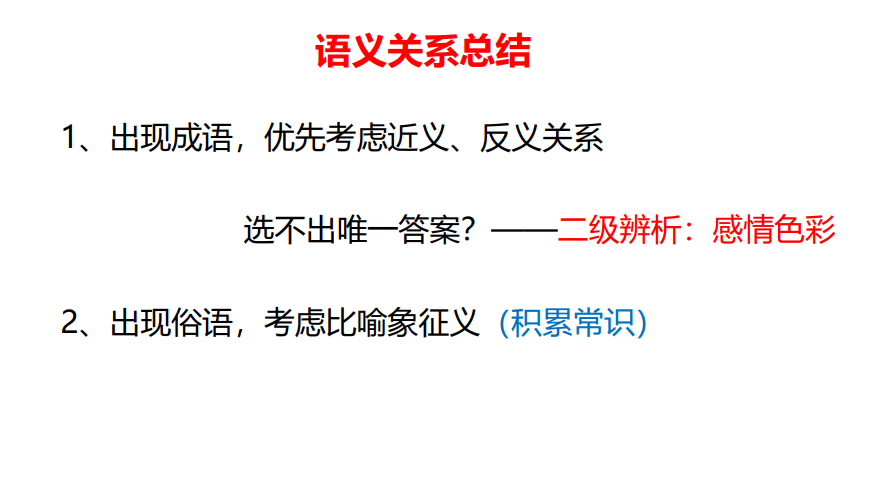 语义关系总结
1、出现成语，优先考虑近义、反义关系
选不出唯一答案？——二级辨析：感情色彩
2、出现俗语，考虑比喻象征义（积累常识）